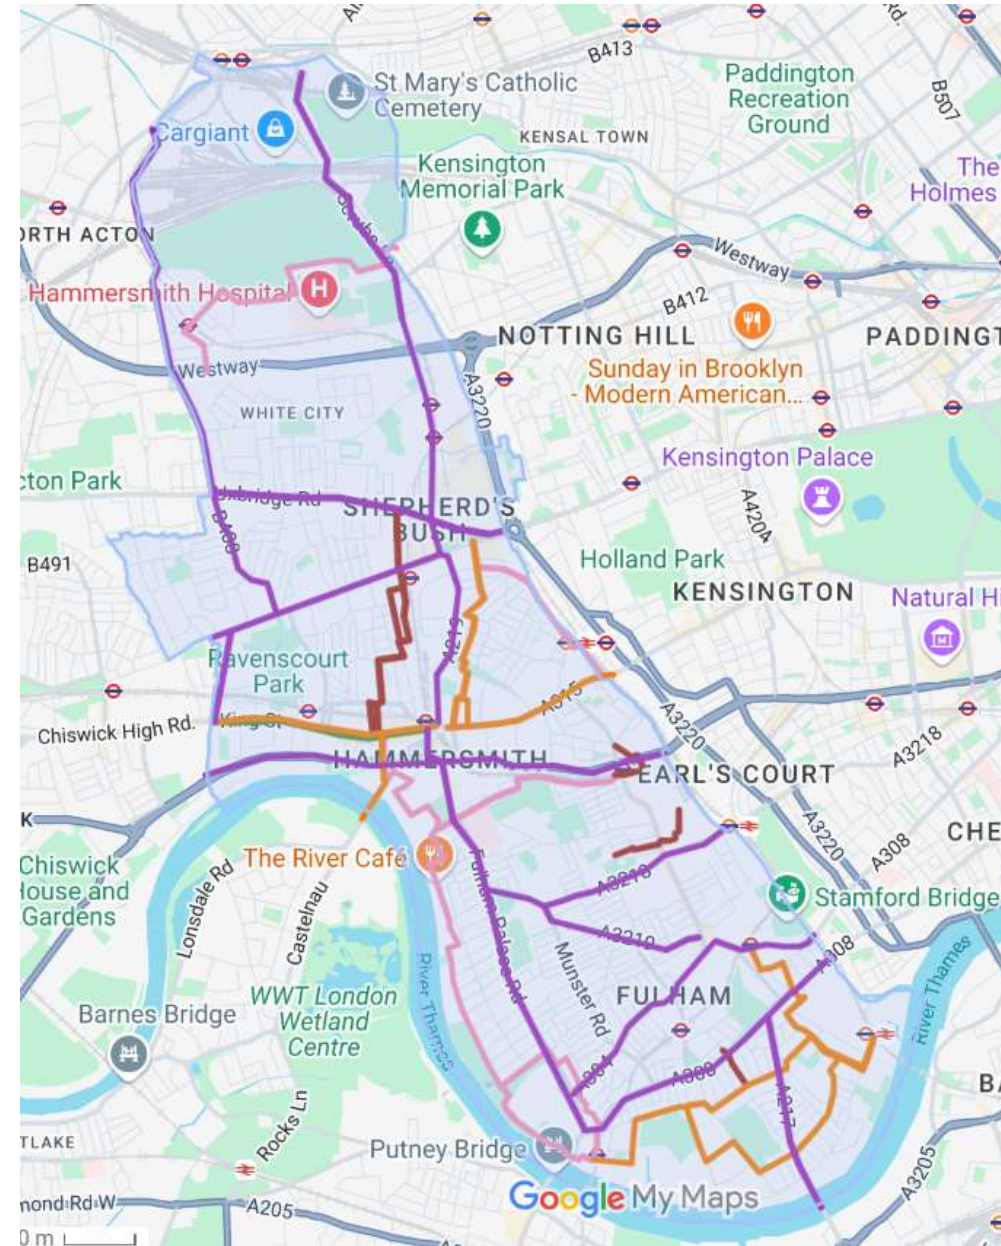 B413
St Mary's Catholic
Cemetery
Paddington
Recreation
Ground
B507
Cargiant
KENSAL TOWN
Kensington
Memorial Park
The
Holmes
ORTH ACTON
Westway
Hammersmith Hospital
H
B412
NOTTING HILL
PADDINGT
Westway
Sunday in Brooklyn
- Modern American...
A3220
WHITE CITY
Kensington Palace
cton Park
Uxbridge Rd
SHEPHERD'S
BUSH
A4204
B491
Holland Park
KENSINGTON
Natural Hi
A219
Ravenscourt
Park
A315
Chiswick High Rd.
King St
A3220
A3218
HAMMERSMITH
EARL'S COURT
K
A3220
A308
CHE
The River Café
Chiswick
House and
Gardens
Lonsdale Rd
Castelnau
Fulham Palace Rd
A3218
Stamford Bridge
A3219
A308
Munster Rd
River Thames
River Thames
WWT London
Wetland
Centre
FULHAM
Barnes Bridge
A304
A308
A217
BA
Rocks Ln
TLAKE
Putney Bridge
A3205
mond Rd W
A205
Google My Maps
0 m